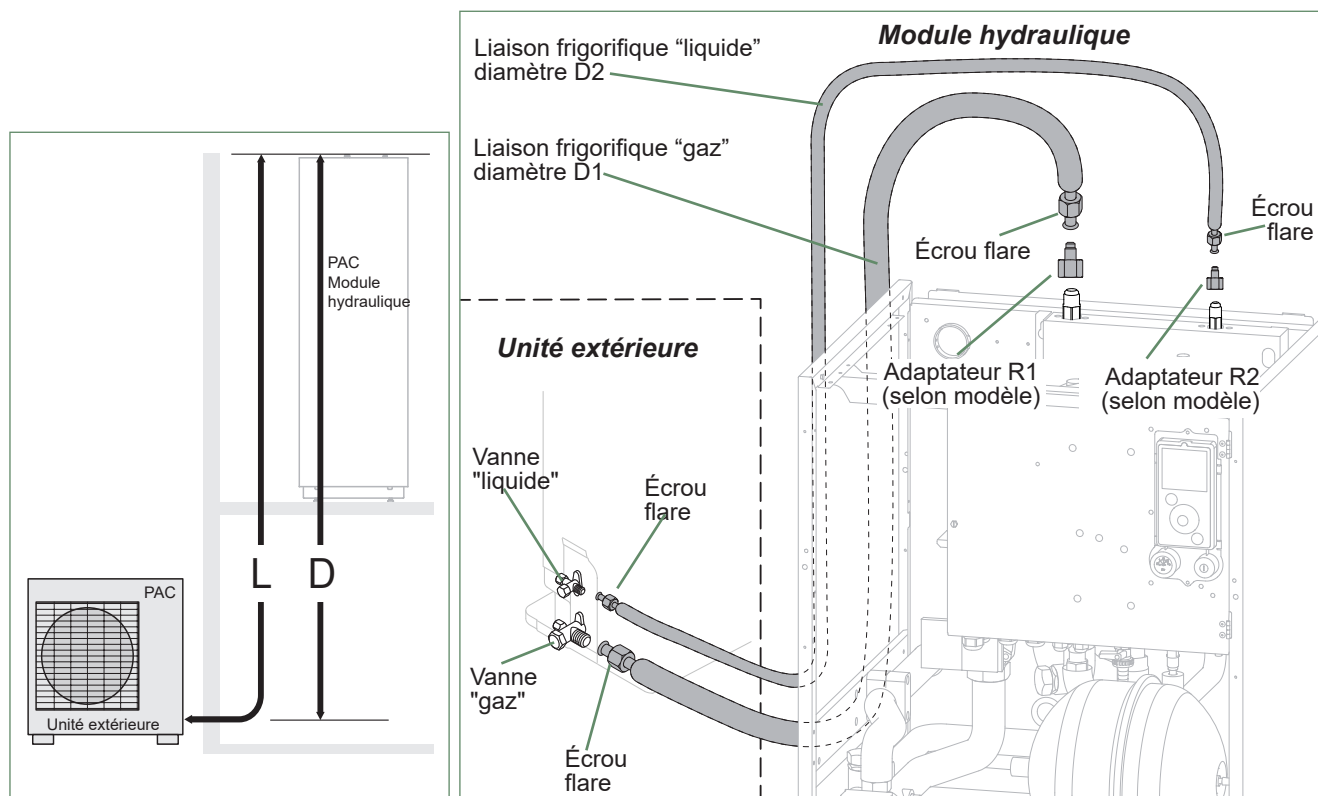 PAC
Module
hydraulique
L
D
PAC
Unité extérieure
Module hydraulique
Liaison frigorifique “liquide”
diamètre D2
Liaison frigorifique “gaz”
diamètre D1
Écrou flare
Écrou
flare
Adaptateur R1
(selon modèle)
Adaptateur R2
(selon modèle)
Unité extérieure
Vanne
"liquide"
Écrou
flare
Vanne
"gaz"
Écrou
flare